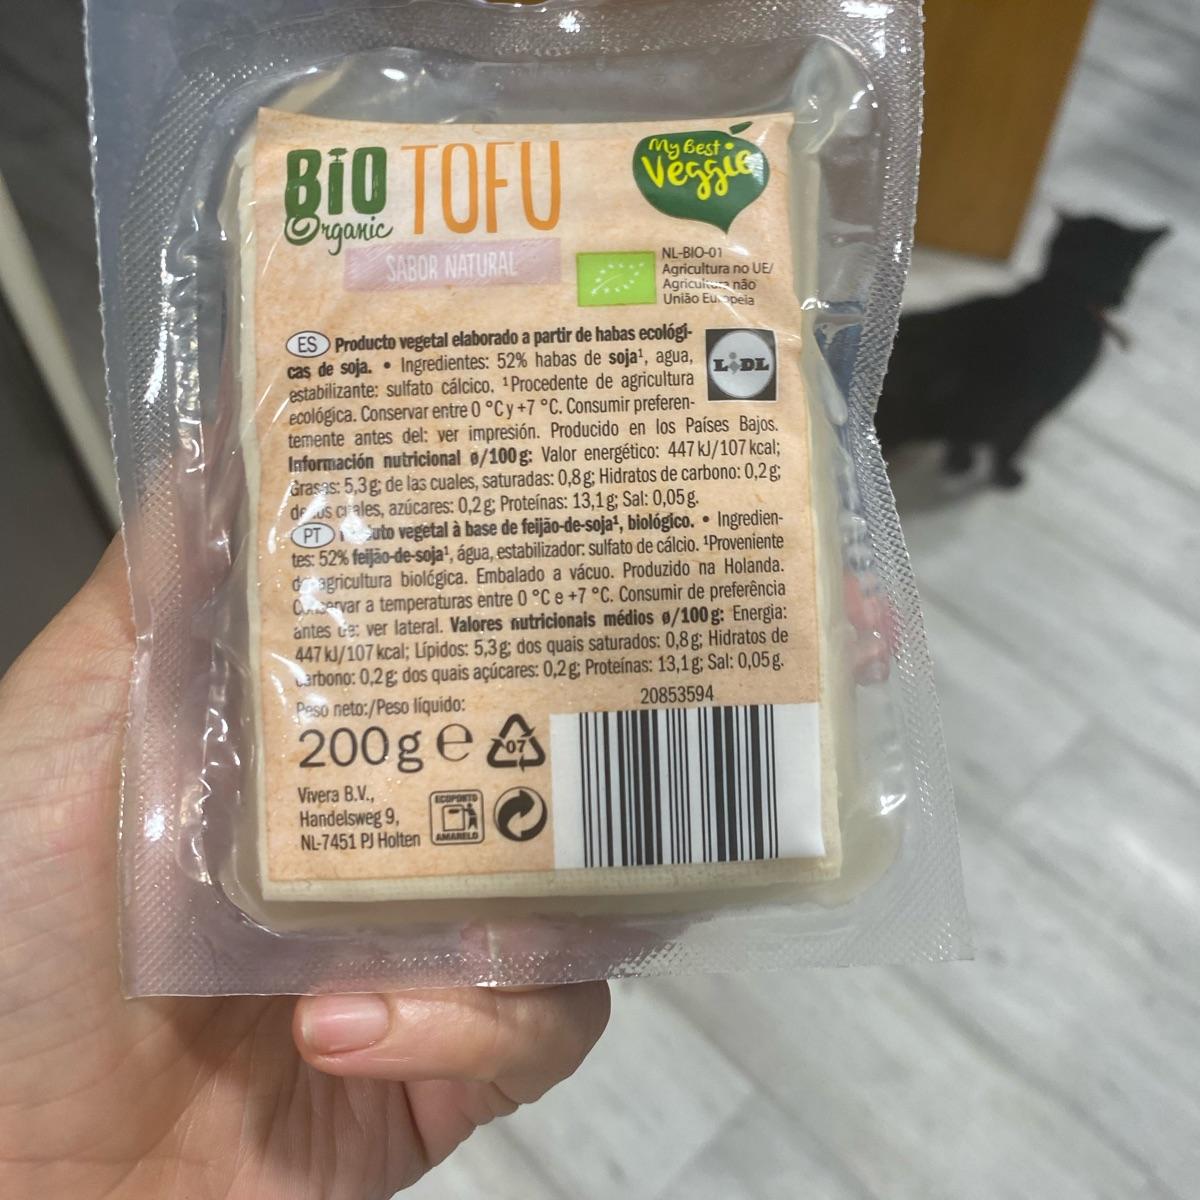 BiO TOFU
Organic
My Best
Veggie
SABOR NATURAL
NL-BIO-01
Agricultura no UE/
Agricultura não
União Europeia
ES Producto vegetal elaborado a partir de habas ecológi-
cas de soja. • Ingredientes: 52% habas de soja¹, agua,
estabilizante: sulfato cálcico. ¹Procedente de agricultura
ecológica. Conservar entre 0 °C y +7 °C. Consumir preferen-
temente antes del: ver impresión. Producido en los Países Bajos.
Información nutricional ø/100 g: Valor energético: 447 kJ/107 kcal;
Grasas: 5,3 g; de las cuales, saturadas: 0,8 g; Hidratos de carbono: 0,2 g;
de los cuales, azúcares: 0,2 g; Proteínas: 13,1 g; Sal: 0,05 g.
LIDL
PT Produto vegetal à base de feijão-de-soja¹, biológico. • Ingredien-
tes: 52% feijão-de-soja¹, água, estabilizador: sulfato de cálcio. ¹Proveniente
de agricultura biológica. Embalado a vácuo. Produzido na Holanda.
Conservar a temperaturas entre 0 °C e +7 °C. Consumir de preferência
antes de: ver lateral. Valores nutricionais médios ø/100 g: Energia:
447 kJ/107 kcal; Lípidos: 5,3 g; dos quais saturados: 0,8 g; Hidratos de
carbono: 0,2 g; dos quais açúcares: 0,2 g; Proteínas: 13,1 g; Sal: 0,05 g.
Peso neto:/Peso líquido:
200 g e
07
20853594
Vivera B.V.,
Handelsweg 9,
NL-7451 PJ Holten
ECOPONTO
AMARELO